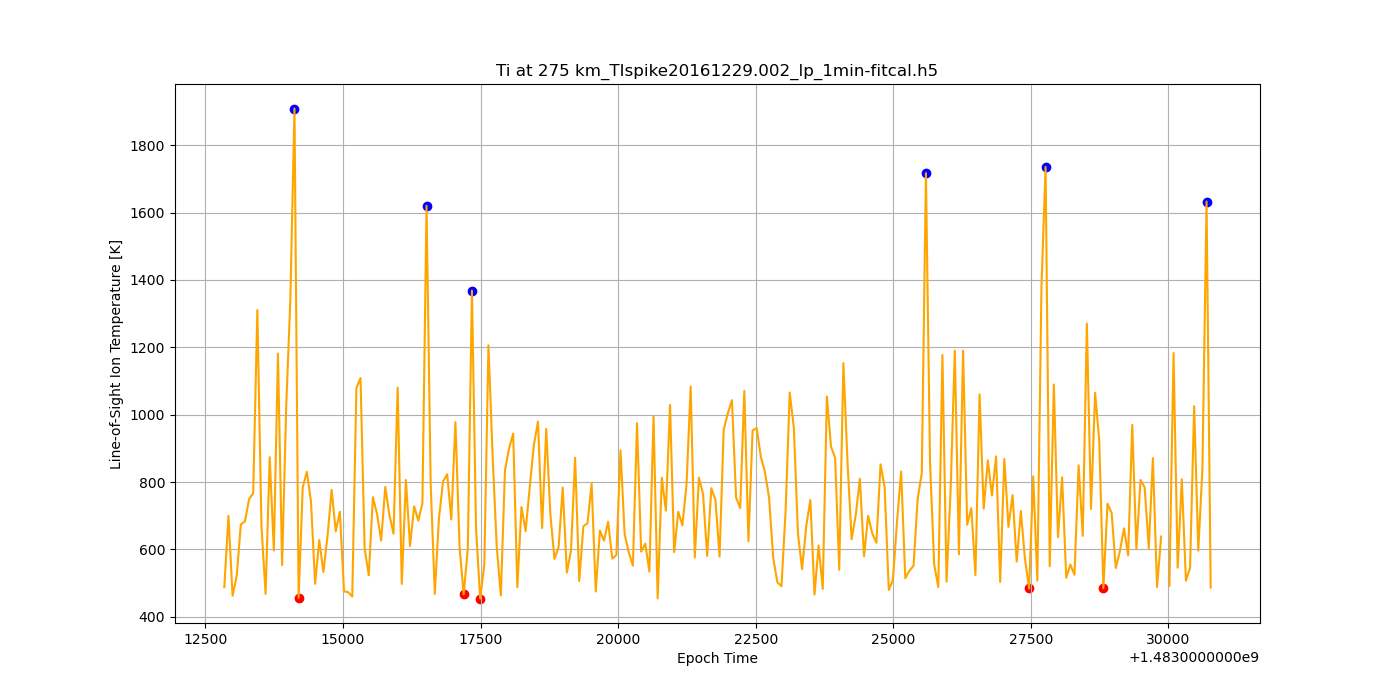 Ti at 275 km_TIspike20161229.002_lp_1min-fitcal.h5
Line-of-Sight Ion Temperature [K]
1800
1600
1400
1200
1000
800
600
400
12500 15000 17500 20000 22500 25000 27500 30000
Epoch Time
+1.4830000000e9